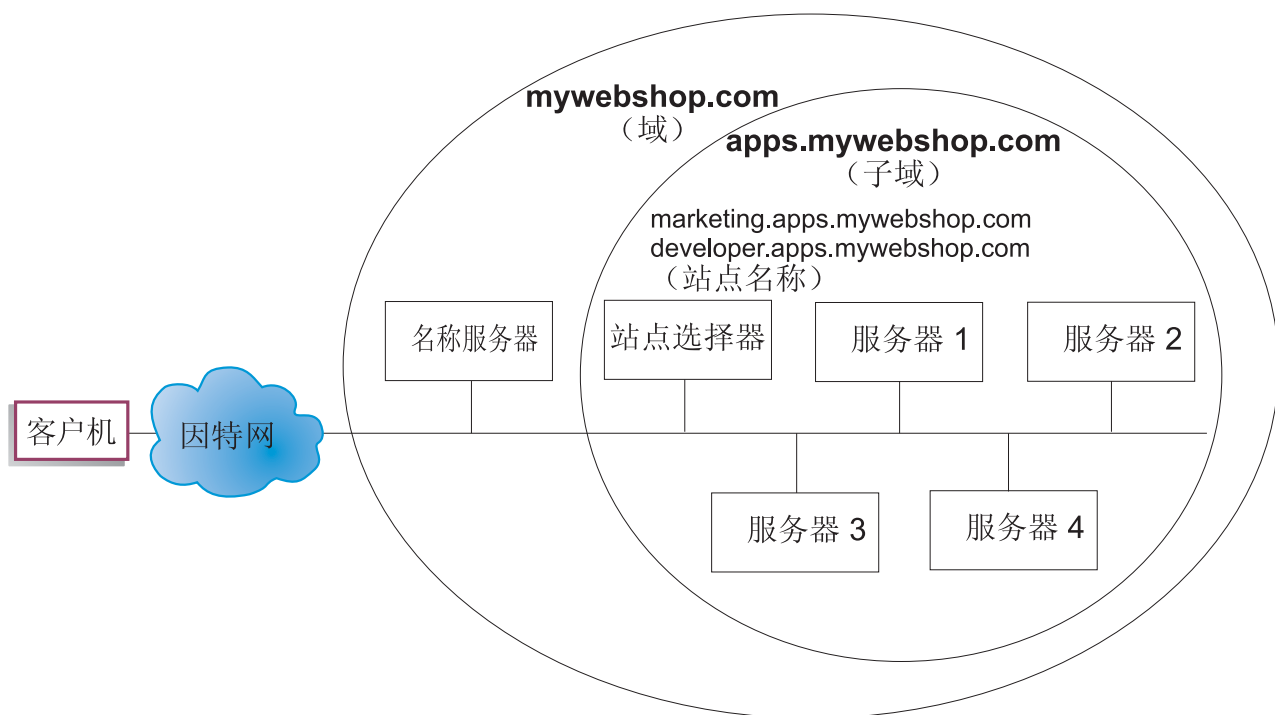 mywebshop.com
（域）
apps.mywebshop.com
（子域）
marketing.apps.mywebshop.com
developer.apps.mywebshop.com
（站点名称）
名称服务器
站点选择器
服务器 1
服务器 2
客户机
因特网
服务器 3
服务器 4